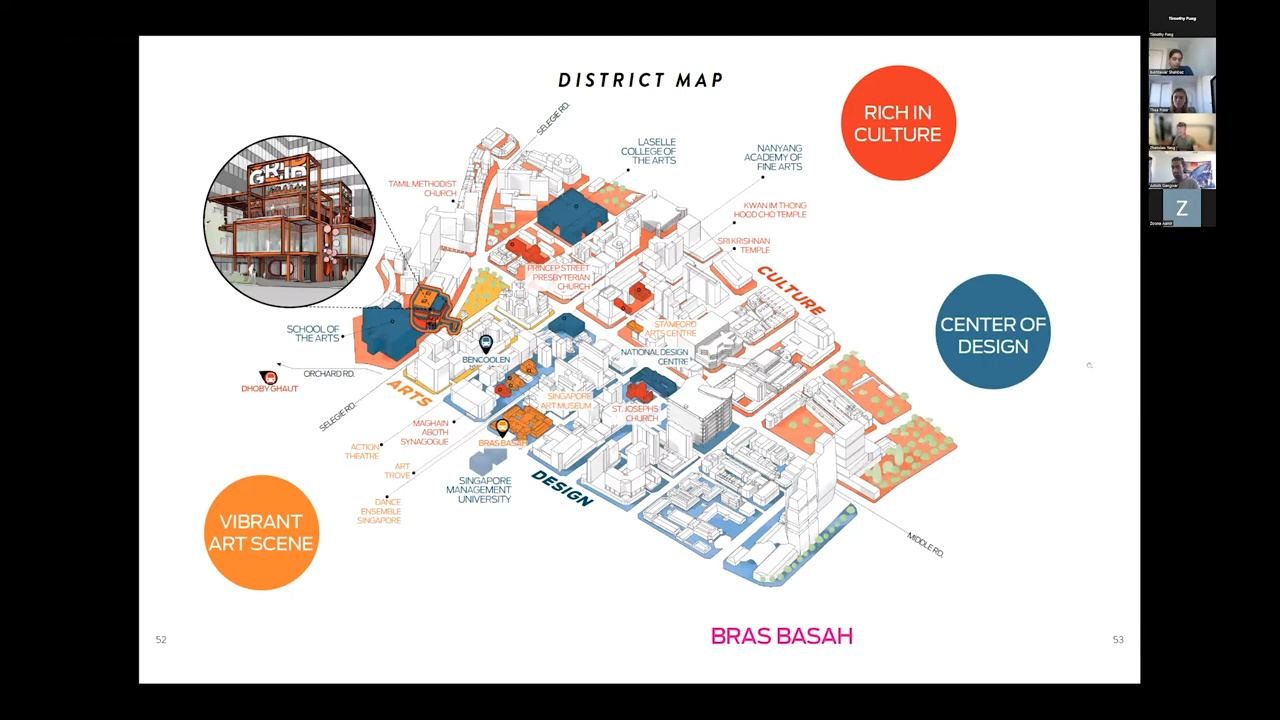 DISTRICT MAP
RICH IN
CULTURE
SELEGIE RD.
LASELLE
COLLEGE OF
THE ARTS
NANYANG
ACADEMY OF
FINE ARTS
TAMIL METHODIST
CHURCH
KWAN IM THONG
HOOD CHO TEMPLE
SRI KRISHNAN
TEMPLE
PRINCEP STREET
PRESBYTERIAN
CHURCH
CULTURE
SCHOOL OF
THE ARTS
STAMFORD
ARTS CENTRE
CENTER OF
DESIGN
BENCOOLEN
NATIONAL DESIGN
CENTRE
ORCHARD RD.
DHOBY GHAUT
ARTS
SINGAPORE
ART MUSEUM
ST. JOSEPHS
CHURCH
SELEGIE RD.
MAGHAIN
ABOTH
SYNAGOGUE
BRAS BASAH
ACTION
THEATRE
ART
TROVE
SINGAPORE
MANAGEMENT
UNIVERSITY
DESIGN
DANCE
ENSEMBLE
SINGAPORE
VIBRANT
ART SCENE
MIDDLE RD.
52
BRAS BASAH
53
Timothy Fung
Timothy Fung
Z